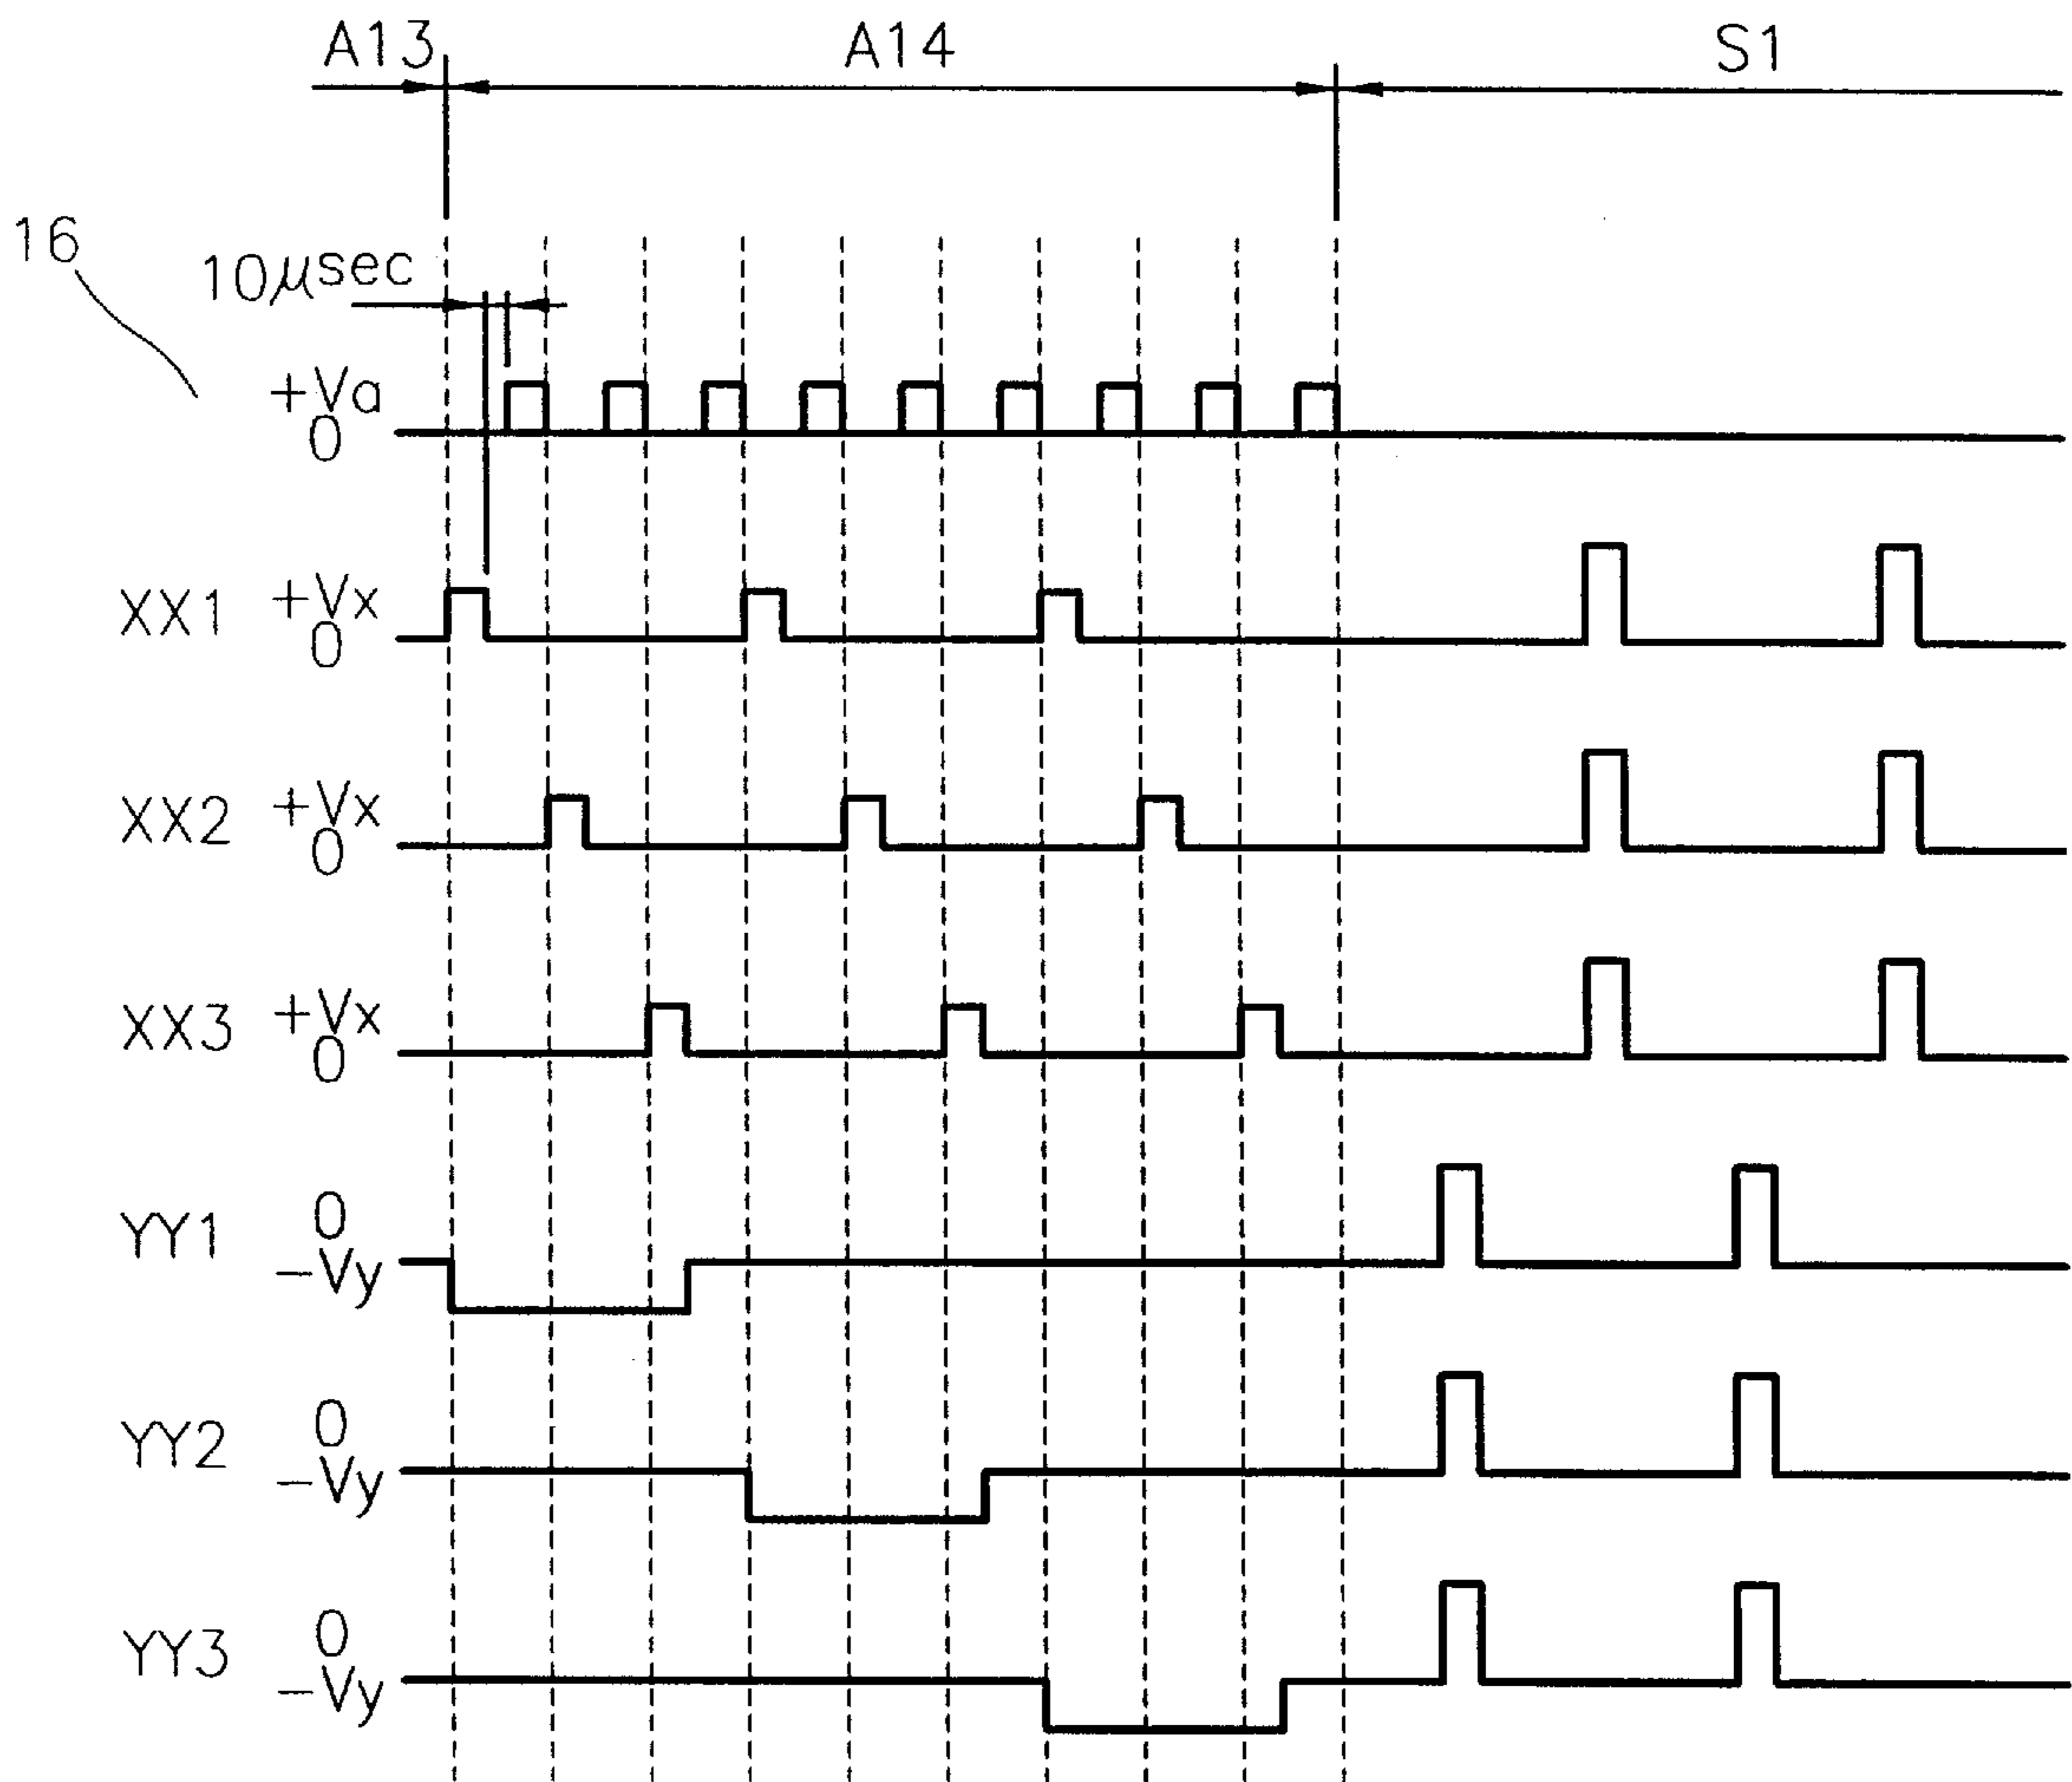 A13 A14 S1
16
10μsec
+Va
0
XX1 +Vx
0
XX2 +Vx
0
XX3 +Vx
0
YY1 0
-Vy
YY2 0
-Vy
YY3 0
-Vy